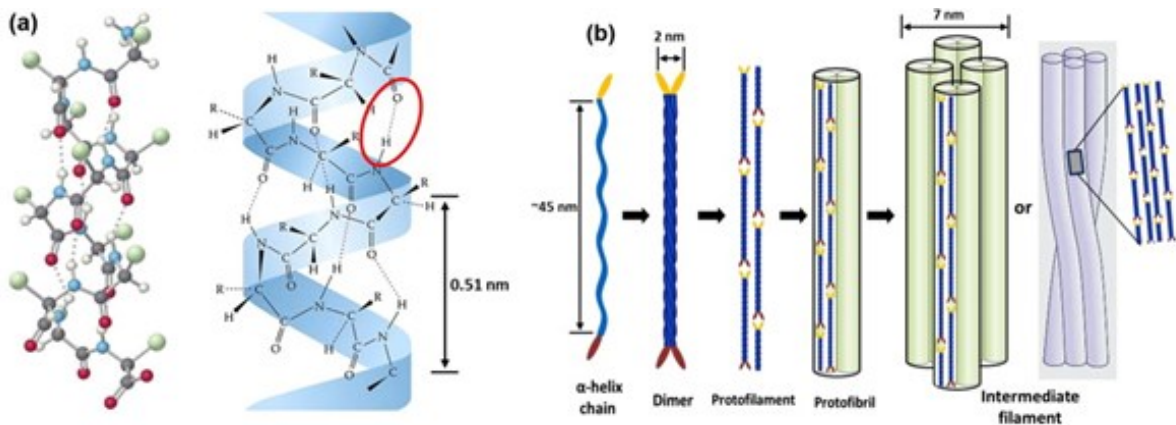 (a)
0.51 nm
(b)
2 nm
7 nm
~45 nm
or
α-helix
chain
Dimer
Protofilament
Protofibril
Intermediate
filament